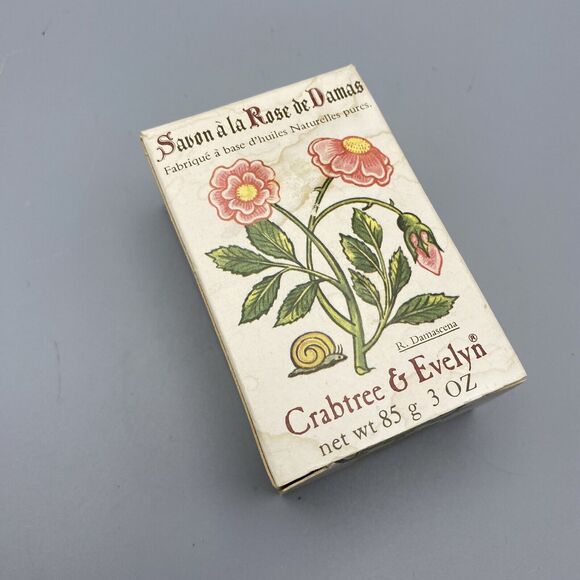 Savon à la Rose de Damas
Fabriqué à base d'huiles Naturelles pures.
R. Damascena
Crabtree & Evelyn®
net wt 85 g 3 OZ